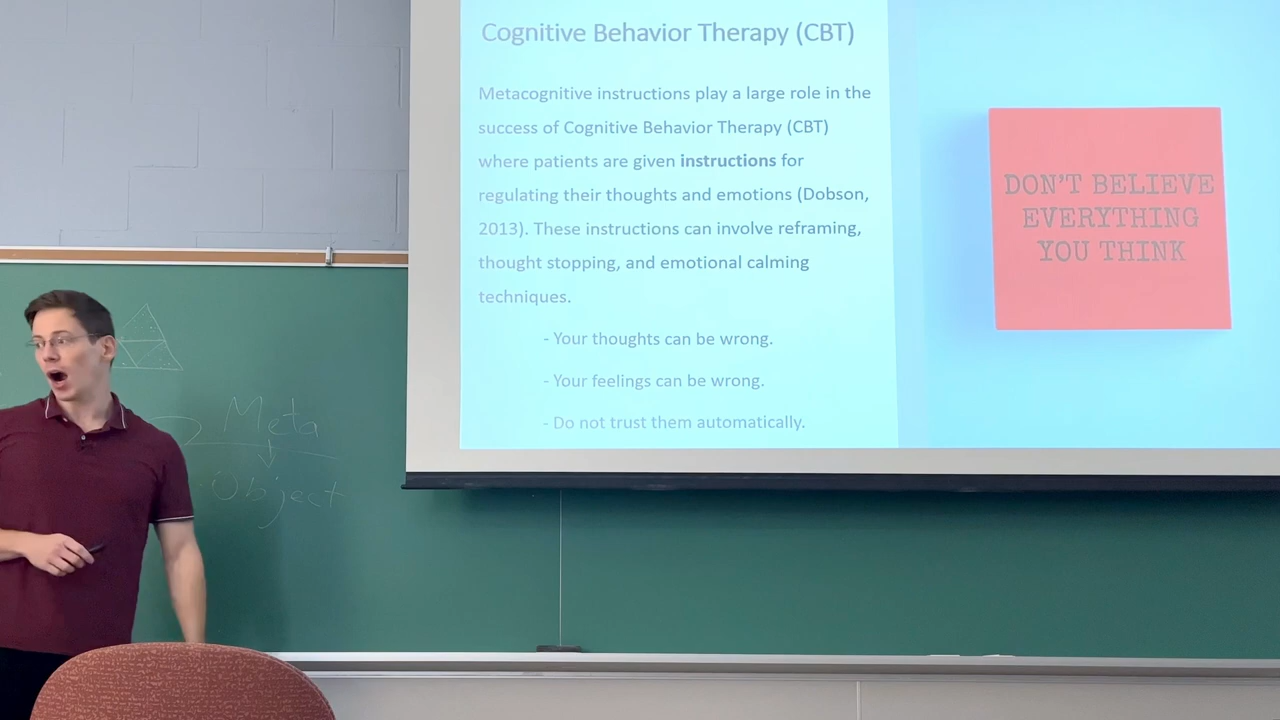 Cognitive Behavior Therapy (CBT)
Metacognitive instructions play a large role in the
success of Cognitive Behavior Therapy (CBT)
where patients are given instructions for
regulating their thoughts and emotions (Dobson,
2013). These instructions can involve reframing,
thought stopping, and emotional calming
techniques.
- Your thoughts can be wrong.
- Your feelings can be wrong.
- Do not trust them automatically.
DON'T BELIEVE
EVERYTHING
YOU THINK
Meta
Object